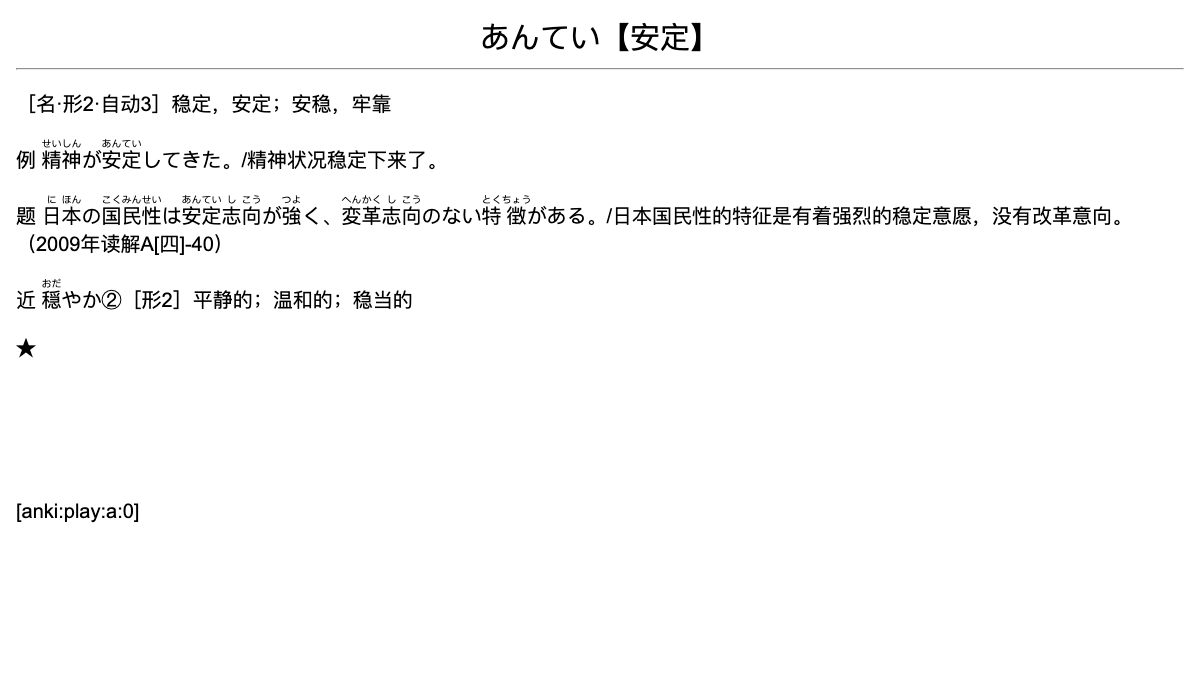 あんてい【安定】
［名·形2·自动3］稳定，安定；安稳，牢靠
せいしん あんてい
例 精神が安定してきた。/精神状况稳定下来了。
に ほん こくみんせい あんてい し こう つよ へんかく し こう とくちょう
题 日本の国民性は安定志向が強く、変革志向のない特徴がある。/日本国民性的特征是有着强烈的稳定意愿，没有改革意向。
（2009年读解A[四]-40）
おだ
近 穏やか②［形2］平静的；温和的；稳当的
★
[anki:play:a:0]